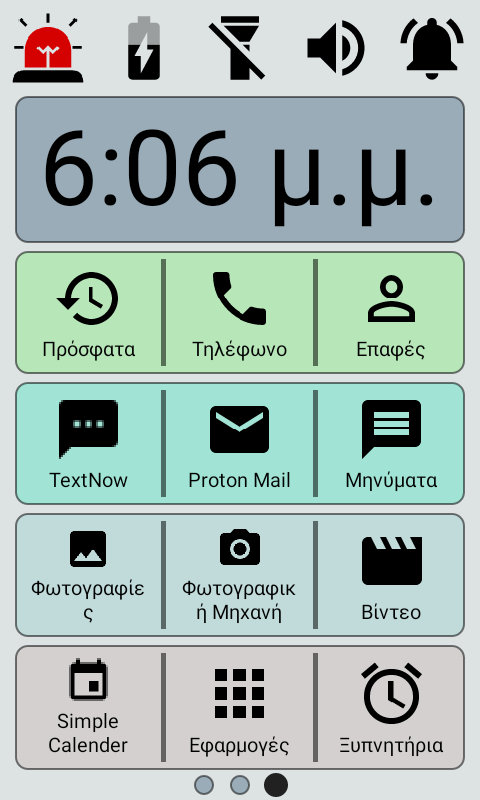 6:06 μ.μ.
Πρόσφατα Τηλέφωνο Επαφές
TextNow Proton Mail Μηνύματα
Φωτογραφίε
ς
Φωτογραφικ
ή Μηχανή
Βίντεο
Simple
Calender
Εφαρμογές
Ξυπνητήρια